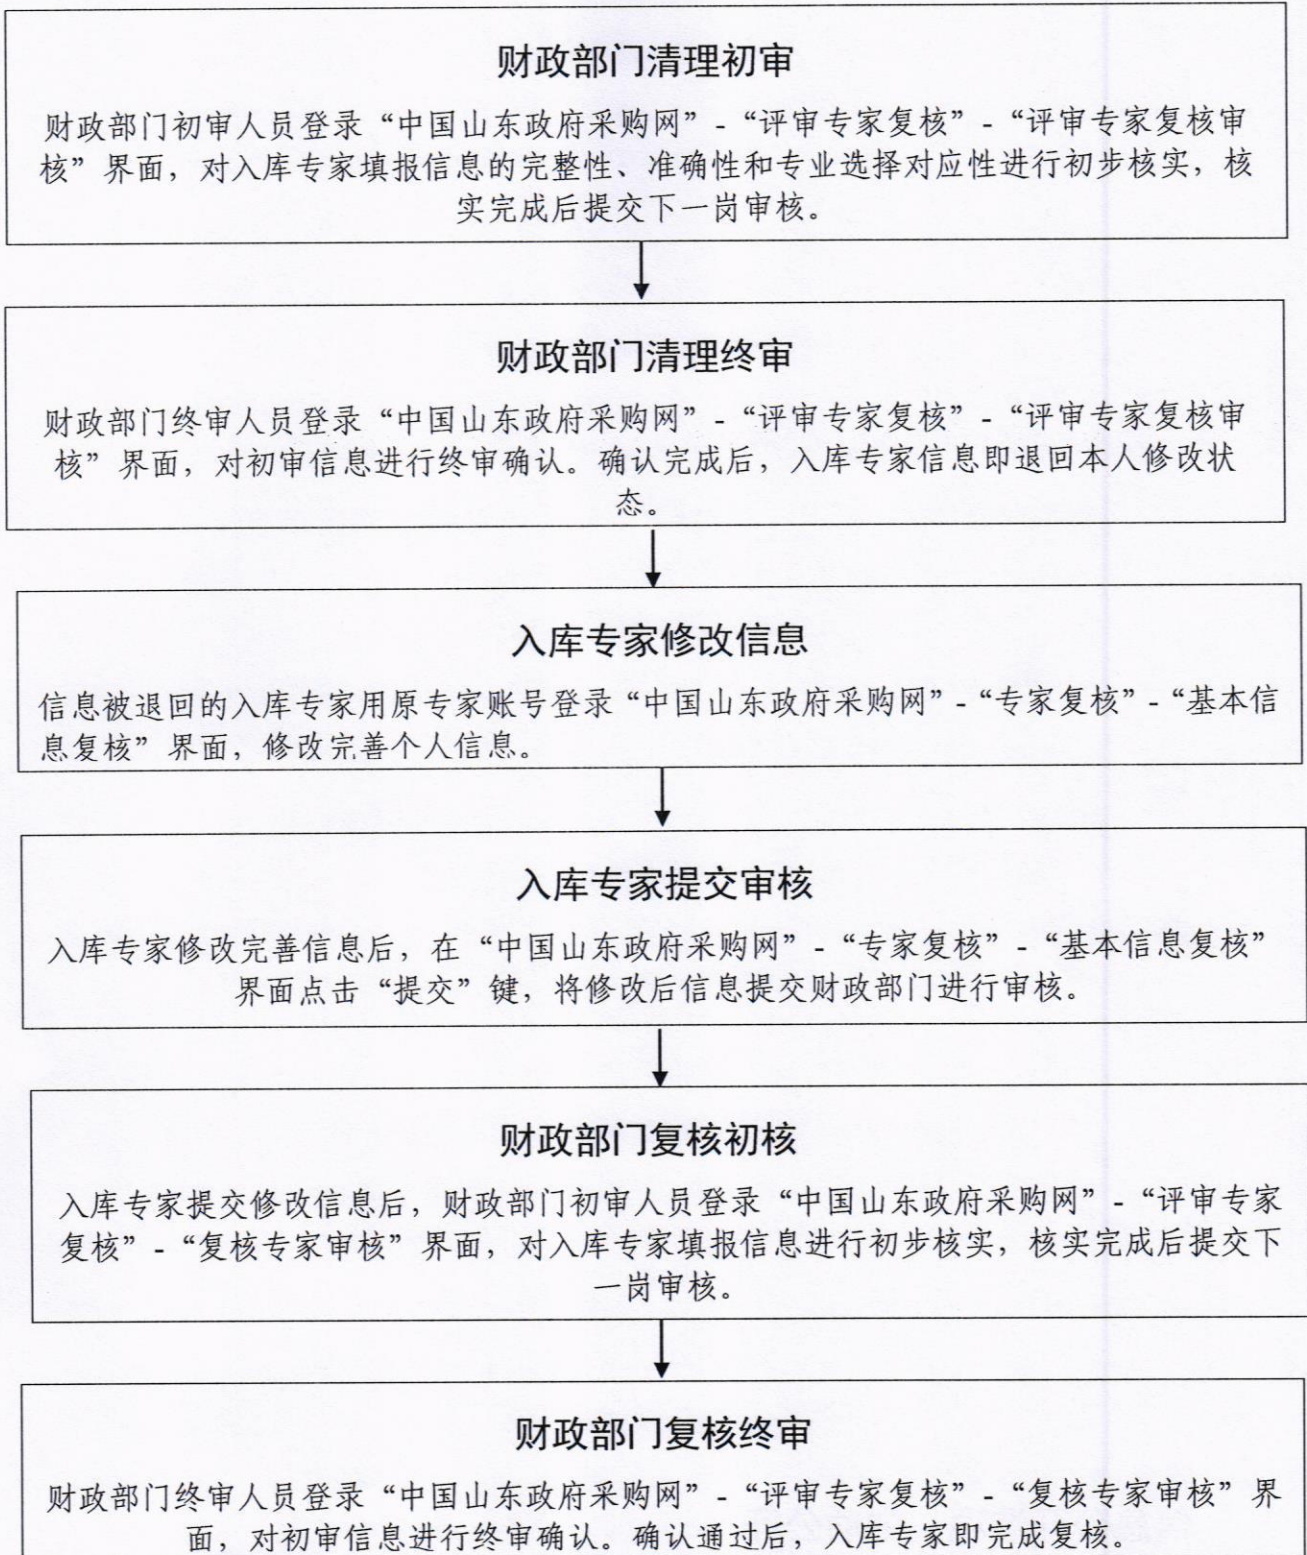 财政部门清理初审
财政部门初审人员登录“中国山东政府采购网”-“评审专家复核”-“评审专家复核审
核”界面，对入库专家填报信息的完整性、准确性和专业选择对应性进行初步核实，核
实完成后提交下一岗审核。
财政部门清理终审
财政部门终审人员登录“中国山东政府采购网”-“评审专家复核”-“评审专家复核审
核”界面，对初审信息进行终审确认。确认完成后，入库专家信息即退回本人修改状
态。
入库专家修改信息
信息被退回的入库专家用原专家账号登录“中国山东政府采购网”-“专家复核”-“基本信
息复核”界面，修改完善个人信息。
入库专家提交审核
入库专家修改完善信息后，在“中国山东政府采购网”-“专家复核”-“基本信息复核”
界面点击“提交”键，将修改后信息提交财政部门进行审核。
财政部门复核初核
入库专家提交修改信息后，财政部门初审人员登录“中国山东政府采购网”-“评审专家
复核”-“复核专家审核”界面，对入库专家填报信息进行初步核实，核实完成后提交下
一岗审核。
财政部门复核终审
财政部门终审人员登录“中国山东政府采购网”-“评审专家复核”-“复核专家审核”界
面，对初审信息进行终审确认。确认通过后，入库专家即完成复核。